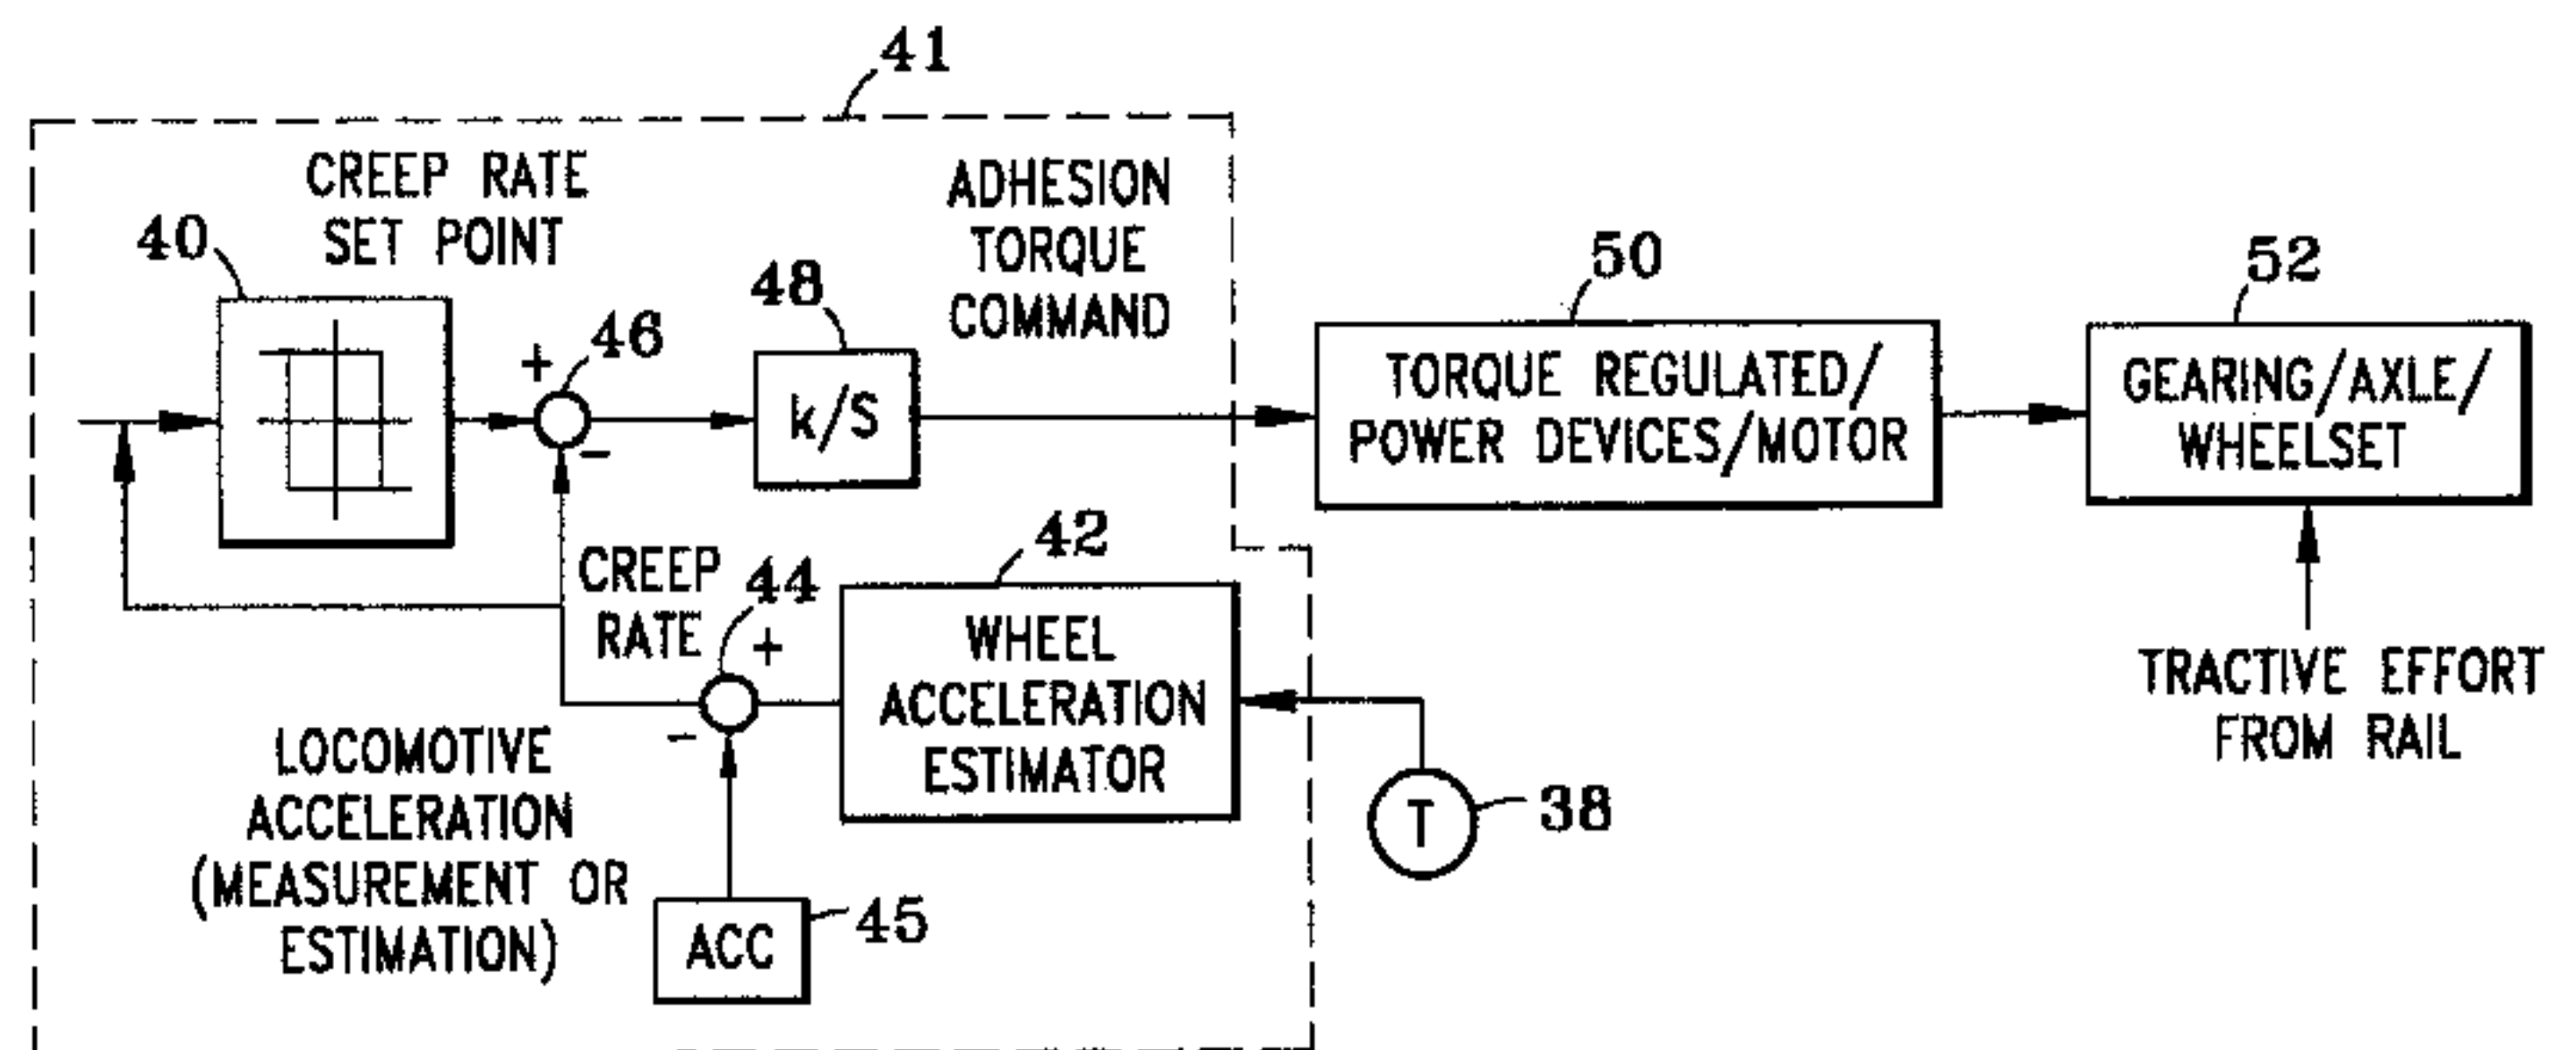 41
CREEP RATE
SET POINT
40
ADHESION
TORQUE
COMMAND
46
48
+
−
k/S
50
TORQUE REGULATED/
POWER DEVICES/MOTOR
52
GEARING/AXLE/
WHEELSET
TRACTIVE EFFORT
FROM RAIL
CREEP
RATE
44
+
−
42
WHEEL
ACCELERATION
ESTIMATOR
T
38
LOCOMOTIVE
ACCELERATION
(MEASUREMENT OR
ESTIMATION)
ACC
45